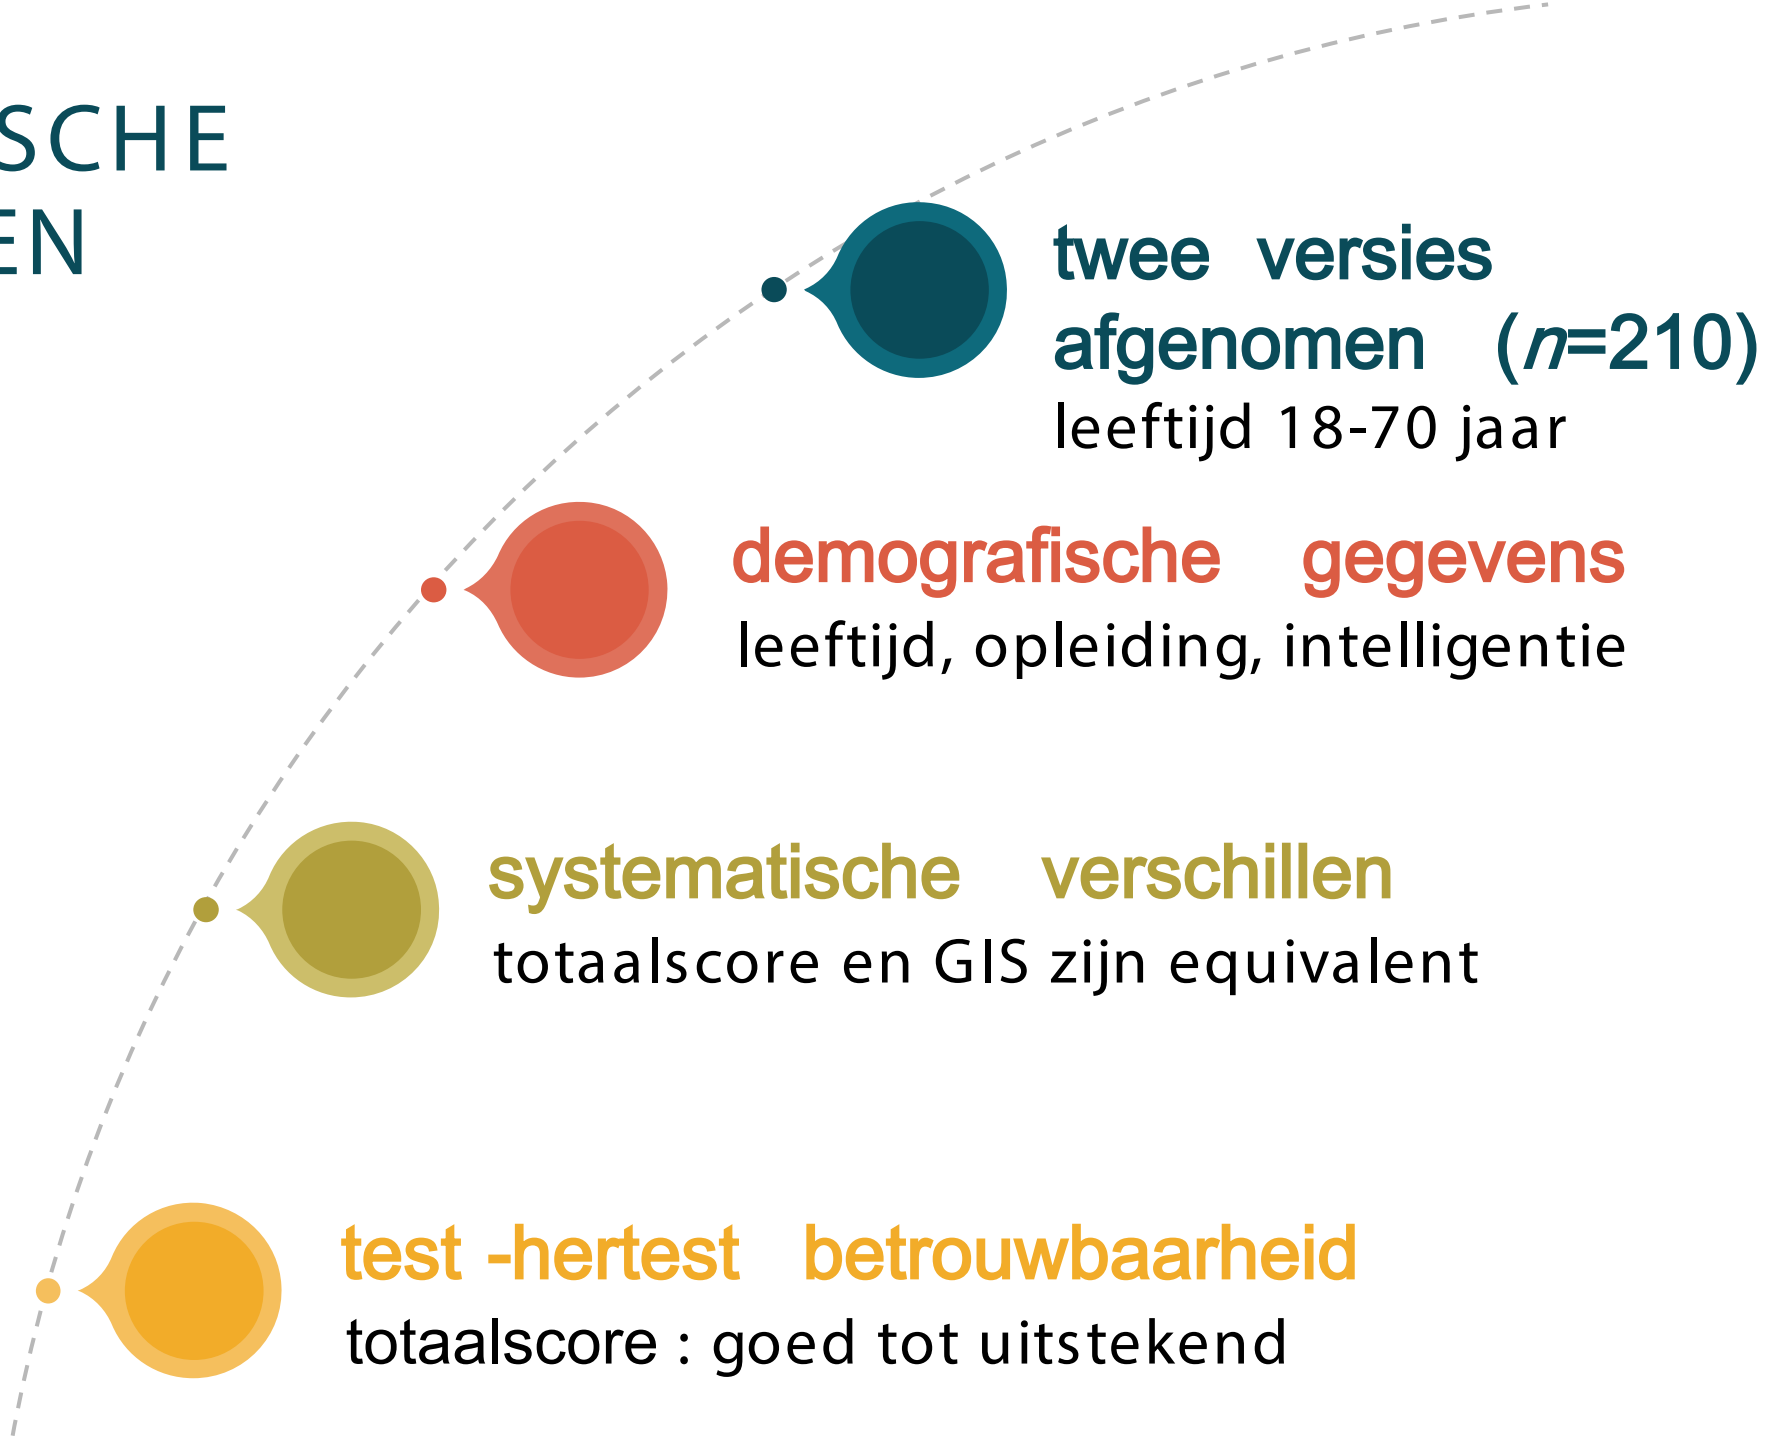 SCHE
EN
twee versies
afgenomen (n=210)
leeftijd 18-70 jaar
demografische gegevens
leeftijd, opleiding, intelligentie
systematische verschillen
totaalscore en GIS zijn equivalent
test -hertest betrouwbaarheid
totaalscore : goed tot uitstekend